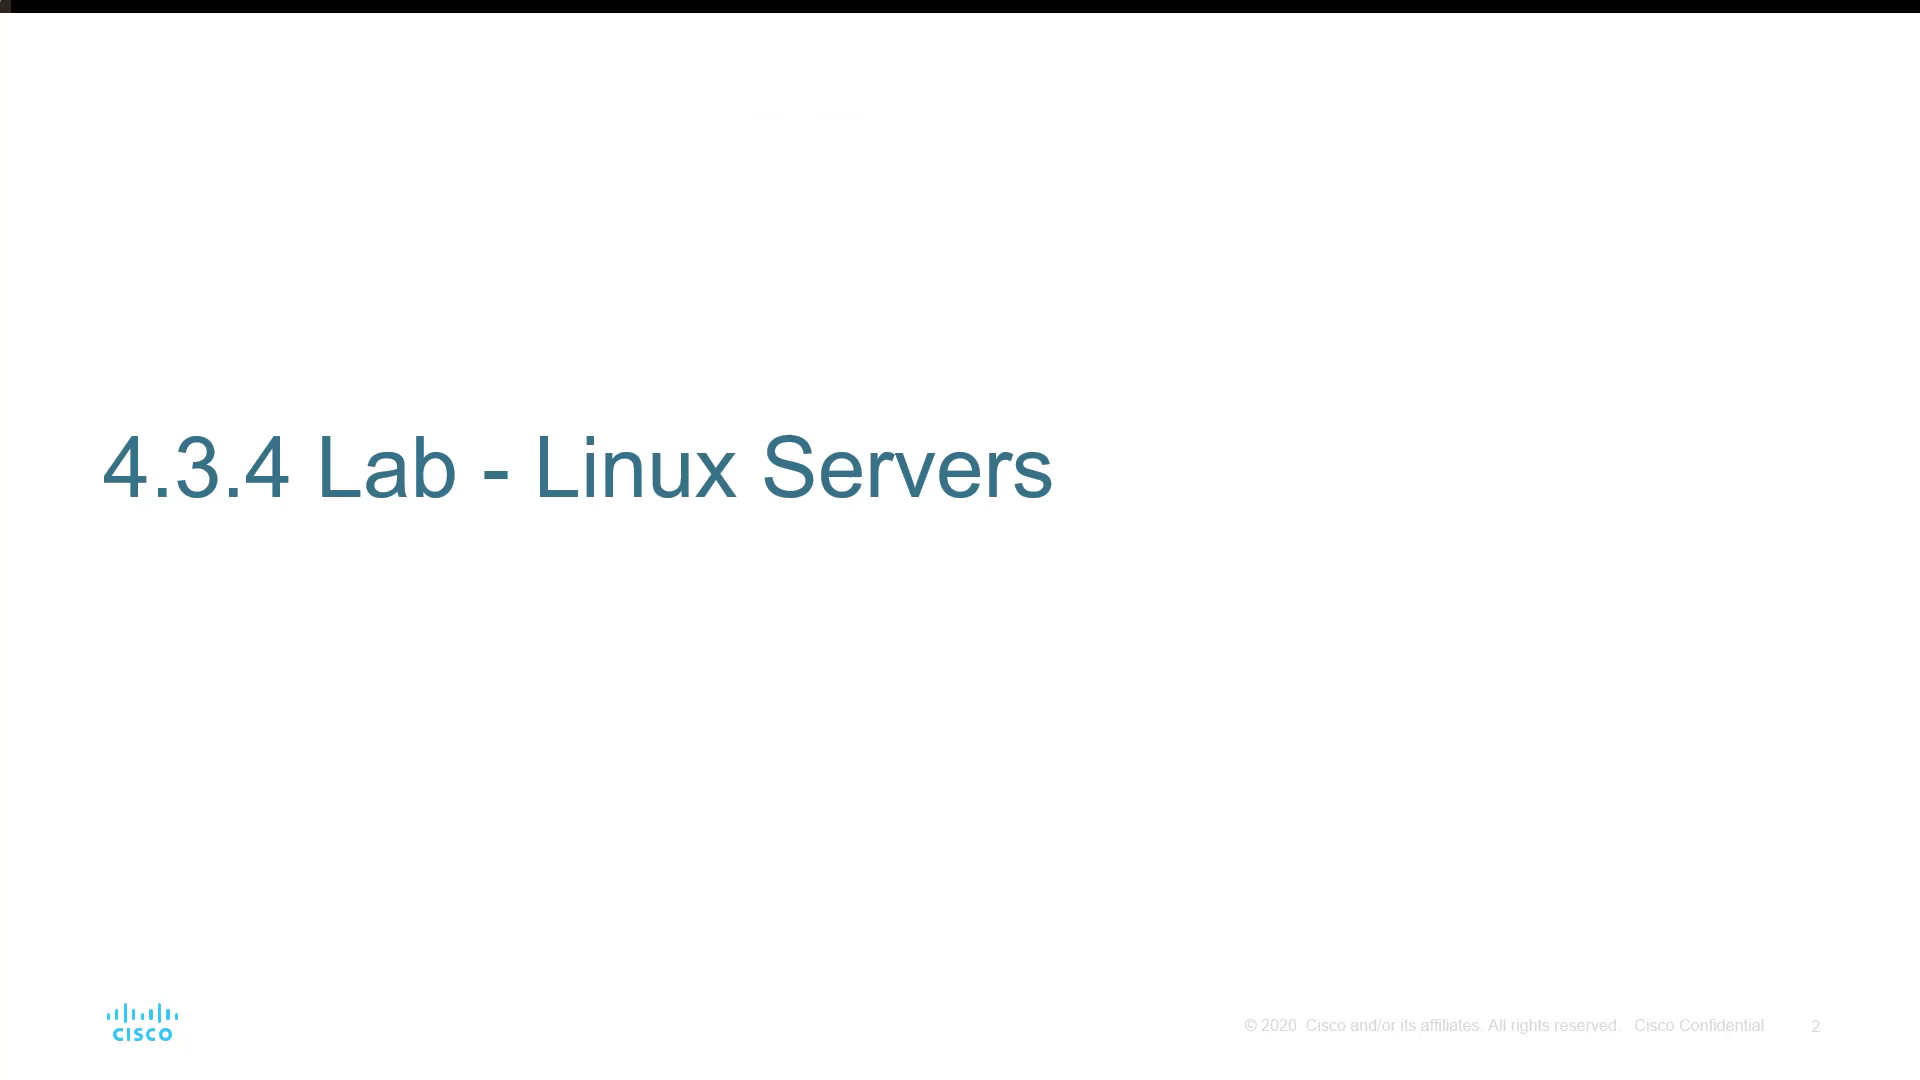 4.3.4 Lab - Linux Servers
CISCO
© 2020 Cisco and/or its affiliates. All rights reserved. Cisco Confidential 2